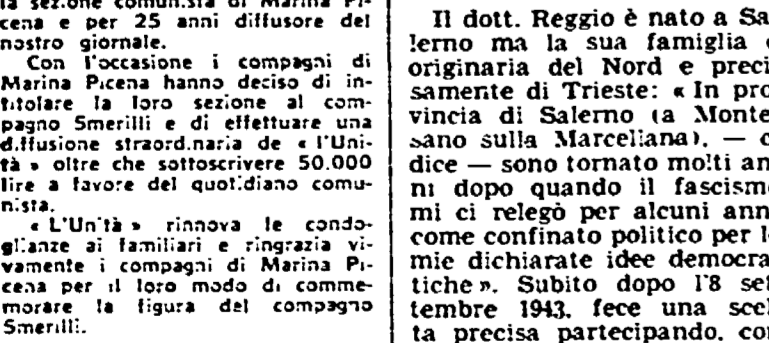 la sezione comunista di Marina Pi-
cena e per 25 anni diffusore del
nostro giornale.
Con l'occasione i compagni di
Marina Picena hanno deciso di in-
titolare la loro sezione al com-
pagno Smerilli e di effettuare una
d.ffusione straord.naria de « l'Uni-
tà » oltre che sottoscrivere 50.000
lire a favore del quotidiano comu-
nista.
« L'Unità » rinnova le condo-
glianze ai familiari e ringrazia vi-
vamente i compagni di Marina Pi-
cena per il loro modo di comme-
morare la figura del compagno
Smerilli.
Il dott. Reggio è nato a Sa-
lerno ma la sua famiglia
originaria del Nord e preci-
samente di Trieste: « In pro-
vincia di Salerno (a Monte-
sano sulla Marcellana), —
dice — sono tornato molti an-
ni dopo quando il fascismo
mi ci relegò per alcuni ann
come confinato politico per l
mie dichiarate idee democra-
tiche ». Subito dopo l'8 set-
tembre 1943, fece una scel-
ta precisa partecipando, con